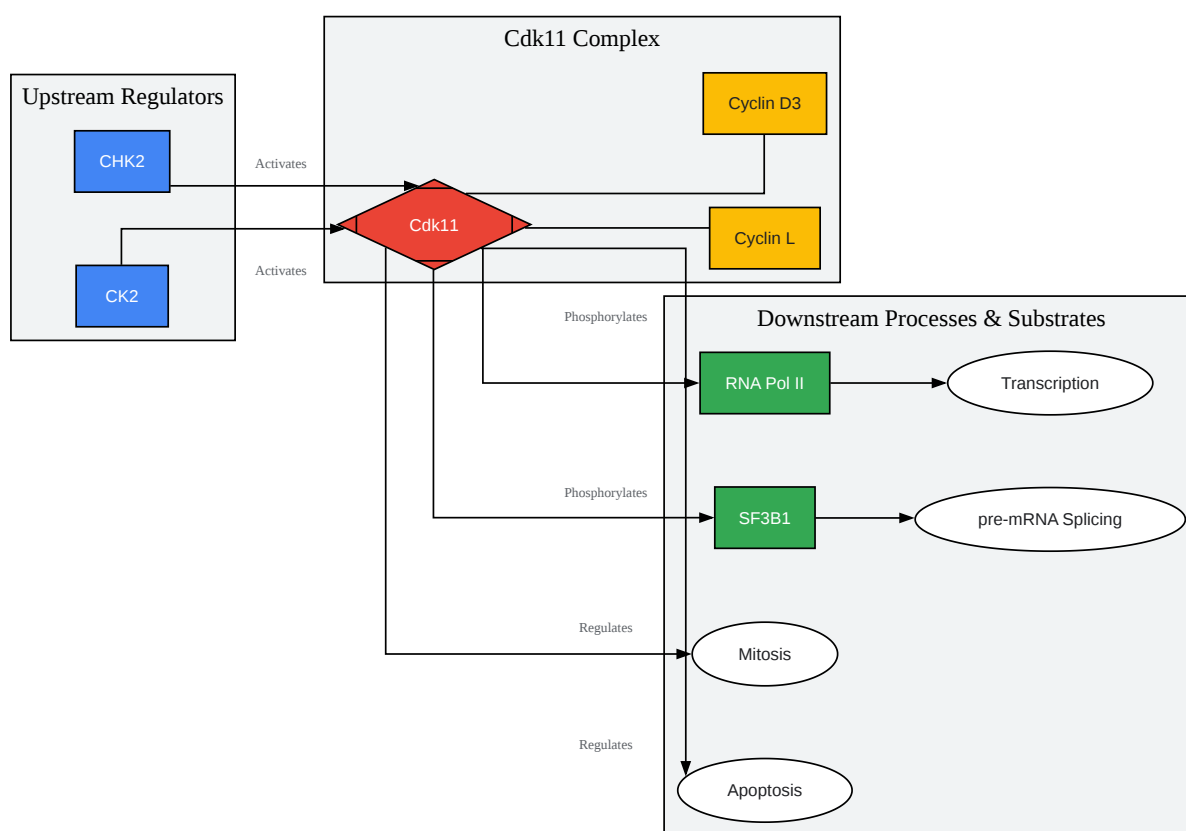 Cdk11 Complex
Upstream Regulators
Cyclin D3
CHK2
Activates
Cdk11
Cyclin L
Activates
CK2
Phosphorylates
Downstream Processes & Substrates
RNA Pol II
Transcription
Phosphorylates
SF3B1
pre-mRNA Splicing
Regulates
Mitosis
Regulates
Apoptosis